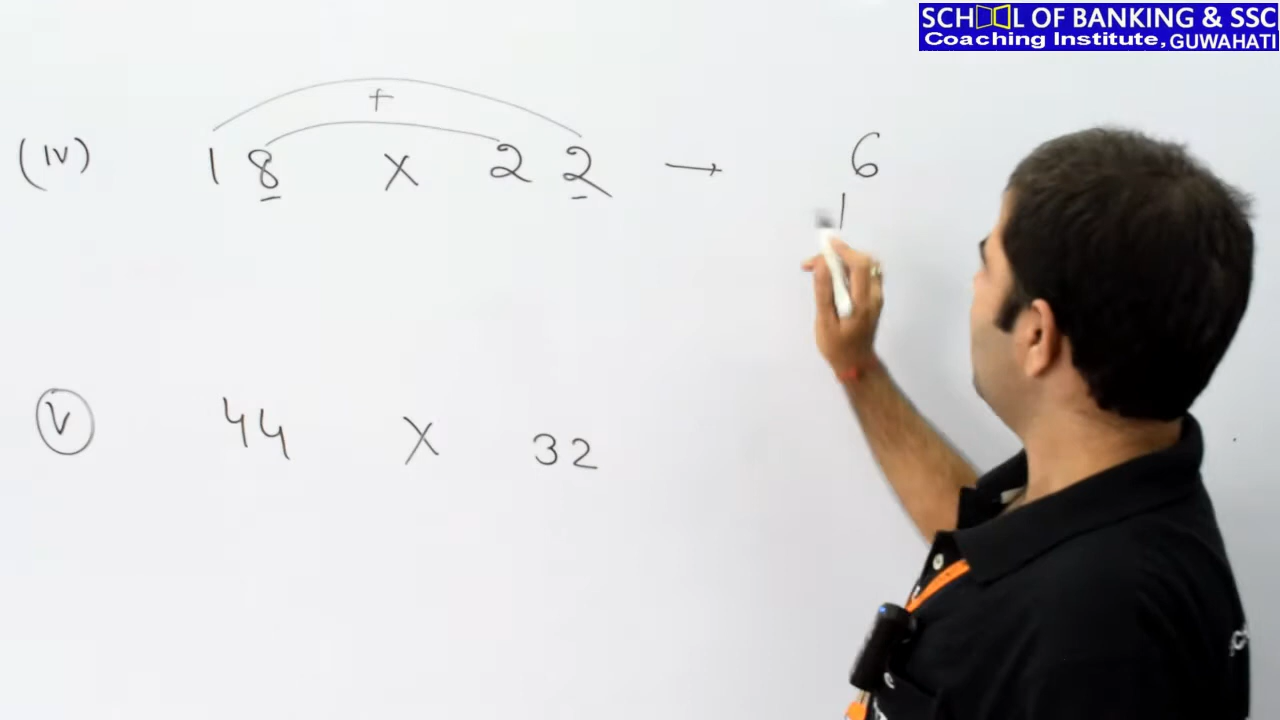 SCHOOL OF BANKING & SSC
Coaching Institute, GUWAHATI
+
(iv) 18 X 22 → 6
1
v 44 X 32